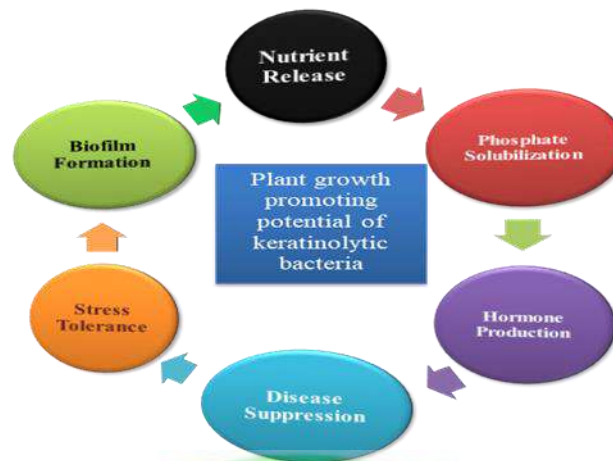 Nutrient
Release
Phosphate
Solubilization
Hormone
Production
Disease
Suppression
Stress
Tolerance
Biofilm
Formation
Plant growth
promoting
potential of
keratinolytic
bacteria